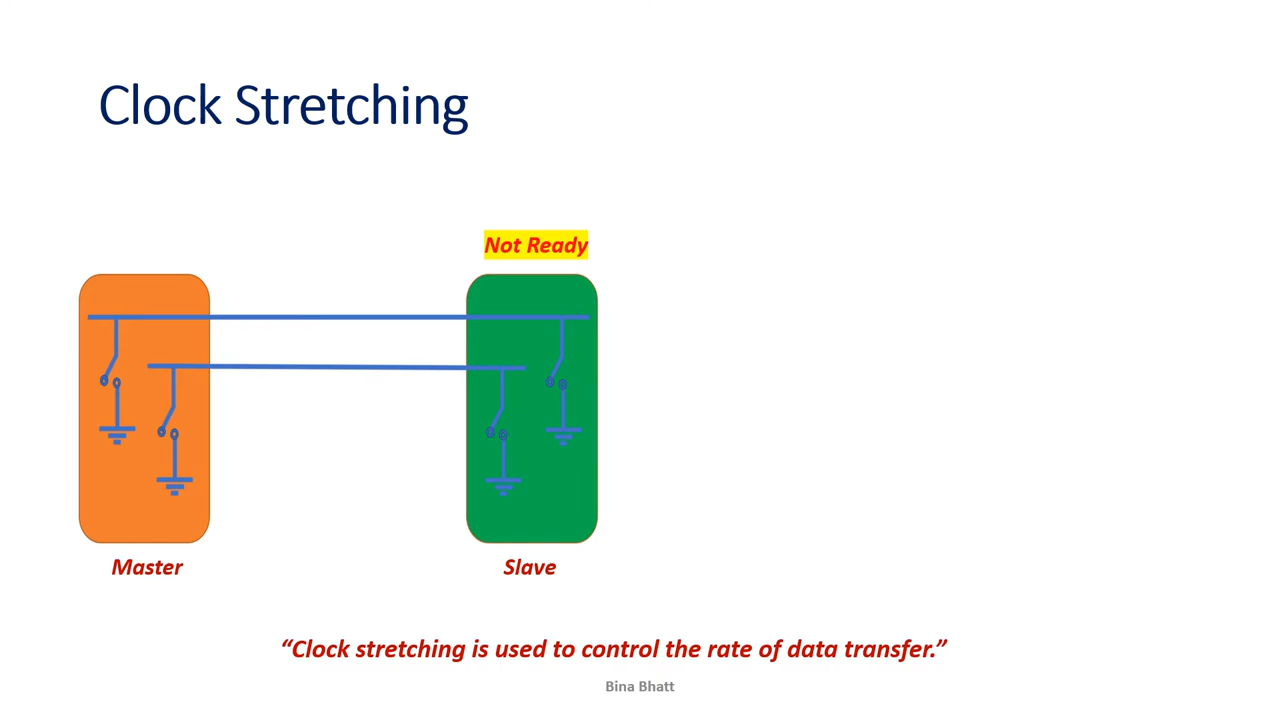 Clock Stretching
Not Ready
Master
Slave
“Clock stretching is used to control the rate of data transfer.”
Bina Bhatt